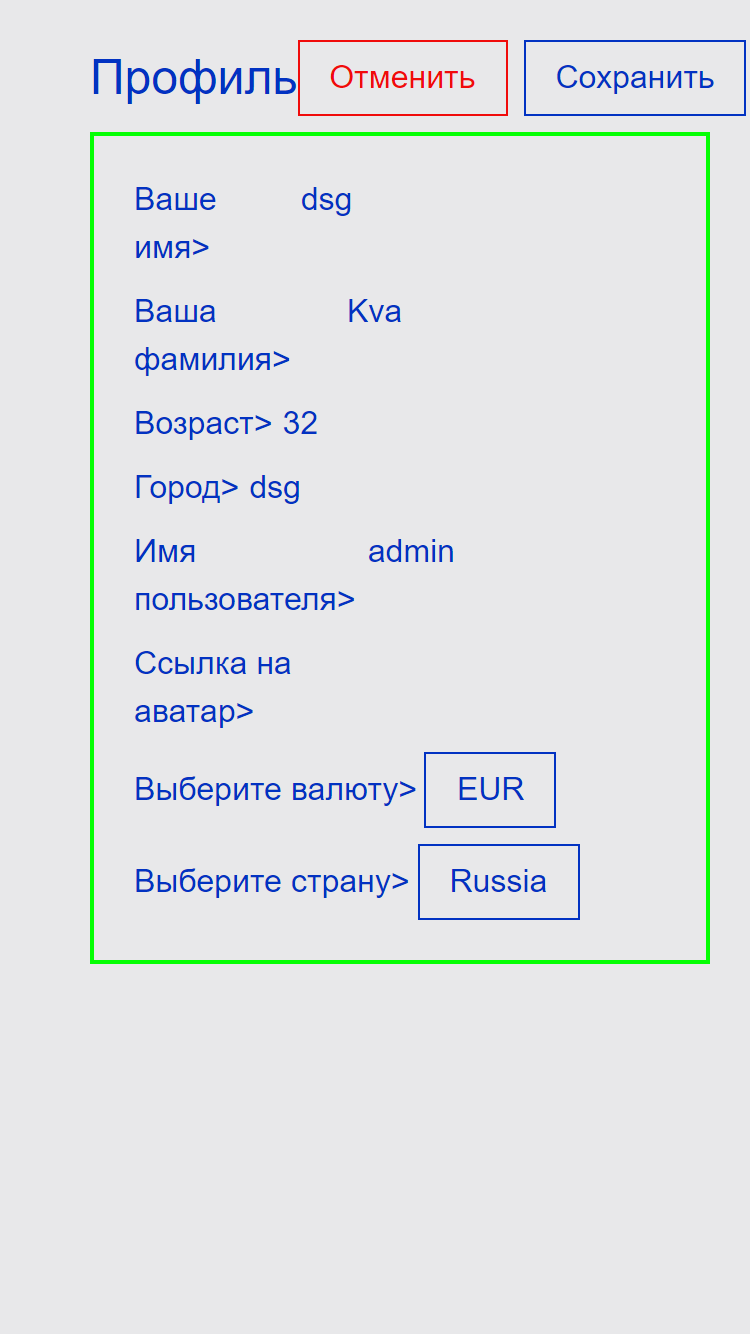 Профиль Отменить Сохранить
Ваше dsg
имя>
Ваша Kva
фамилия>
Возраст> 32
Город> dsg
Имя admin
пользователя>
Ссылка на
аватар>
Выберите валюту> EUR
Выберите страну> Russia